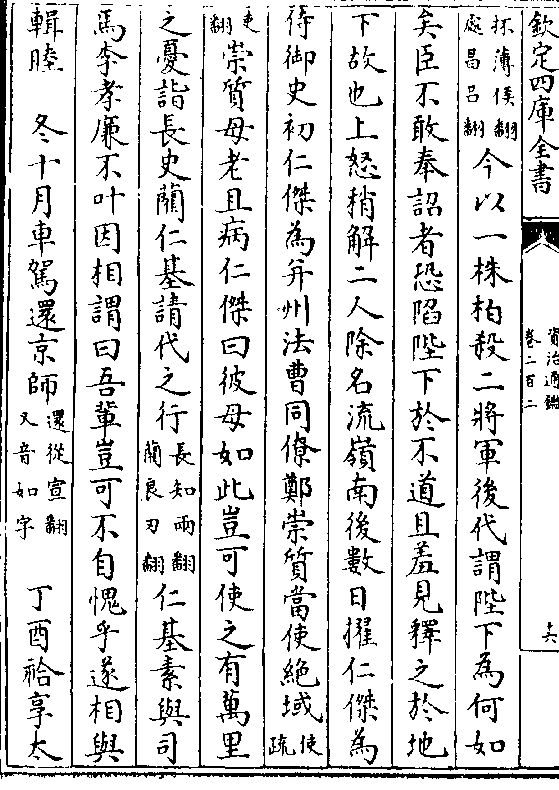 欽定四庫全書
資治通鑑
卷二百二
十六
抔薄侯翻
處昌呂翻
今以一株柏殺二將軍後代謂陛下為何如
矣臣不敢奉詔者恐陷陛下於不道且羞見釋之於地
下故也上怒稍解二人除名流嶺南後數日擢仁傑為
侍御史初仁傑為并州法曹同僚鄭崇質當使絕域
使疏
吏翻
崇質母老且病仁傑曰彼母如此豈可使之有萬里
之憂詣長史藺仁基請代之行
長知兩翻
藺良刃翻
仁基素與司
馬李孝廉不叶因相謂曰吾輩豈可不自愧乎遂相與
輯睦 冬十月車駕還京師
還從宣翻
又音如字
丁酉祫享太